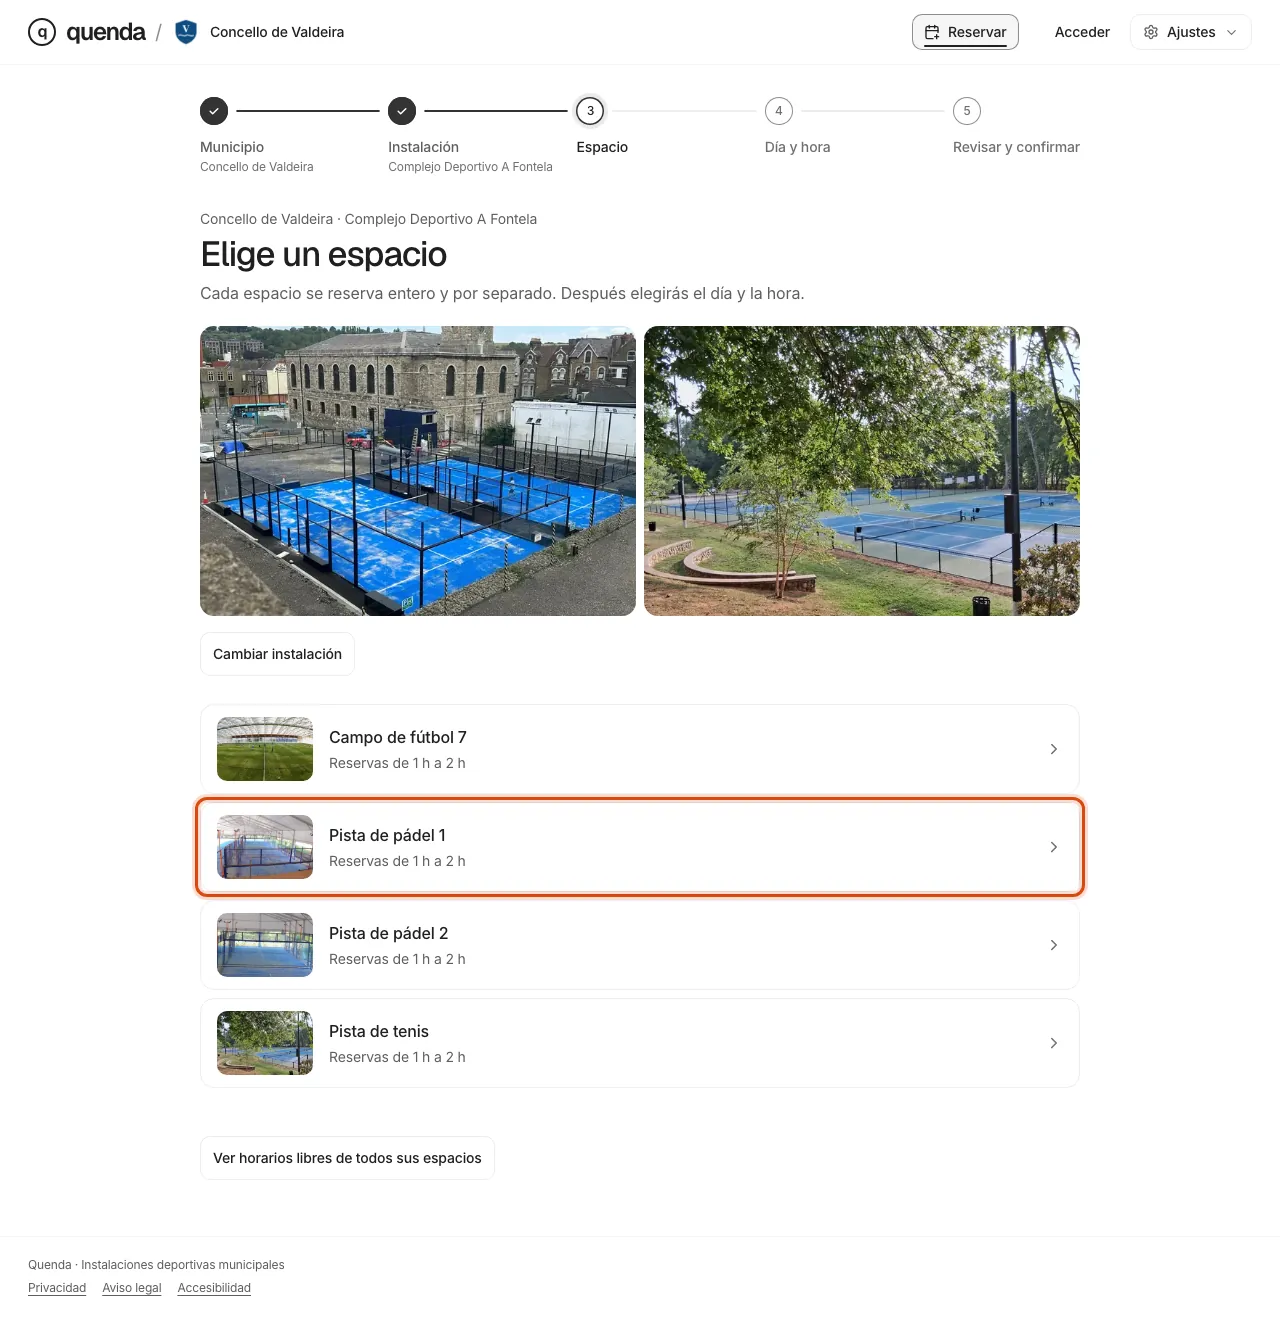 quenda / Concello de Valdeira
Reservar
Acceder
Ajustes
3
4
5
Municipio
Concello de Valdeira
Instalación
Complejo Deportivo A Fontela
Espacio
Día y hora
Revisar y confirmar
Concello de Valdeira · Complejo Deportivo A Fontela
Elige un espacio
Cada espacio se reserva entero y por separado. Después elegirás el día y la hora.
Cambiar instalación
Campo de fútbol 7
Reservas de 1 h a 2 h
Pista de pádel 1
Reservas de 1 h a 2 h
Pista de pádel 2
Reservas de 1 h a 2 h
Pista de tenis
Reservas de 1 h a 2 h
Ver horarios libres de todos sus espacios
Quenda · Instalaciones deportivas municipales
Privacidad Aviso legal Accesibilidad